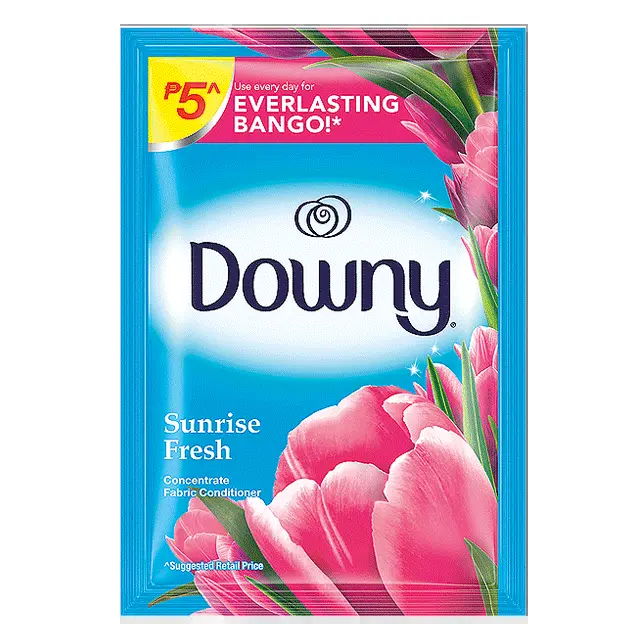 ₱5^
Use every day for
EVERLASTING
BANGO!*
Downy®
Sunrise
Fresh
Concentrate
Fabric Conditioner
^Suggested Retail Price